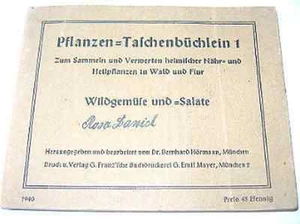 Pflanzen=Taschenbüchlein 1
Zum Sammeln und Verwerten heimischer Nähr= und
Heilpflanzen in Wald und Flur
Wildgemüse und =Salate
Rosa Daniel
Herausgegeben und bearbeitet von Dr. Bernhard Hörmann, München
Druck u. Verlag G. Franz'sche Buchdruckerei G. Emil Mayer, München 2
1940
Preis 45 Pfennig